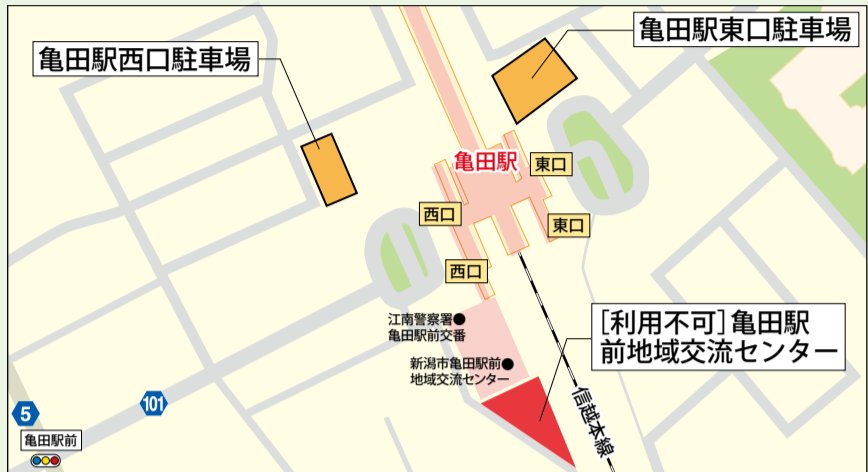 亀田駅東口駐車場
亀田駅西口駐車場
亀田駅
東口
西口
東口
西口
江南警察署●
亀田駅前交番
[利用不可]亀田駅
前地域交流センター
新潟市亀田駅前●
地域交流センター
信越本線
101
5
亀田駅前